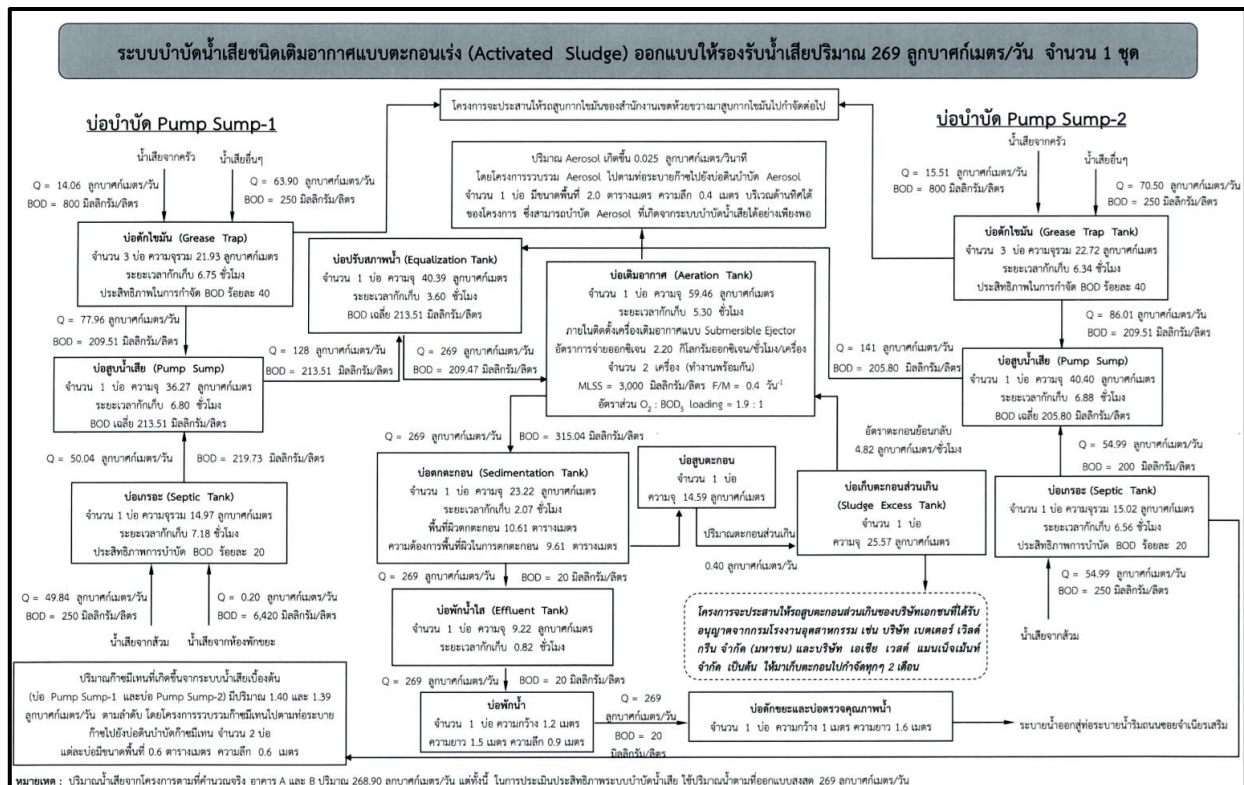 ระบบบำบัดน้ำเสียชนิดเติมอากาศแบบตะกอนเร่ง (Activated Sludge) ออกแบบให้รองรับน้ำเสียปริมาณ 269 ลูกบาศก์เมตร/วัน จำนวน 1 ชุด
โครงการจะประสานให้รถสูบกากไขมันของสำนักงานเขตห้วยขวางมาสูบกากไขมันไปกำจัดต่อไป
บ่อบำบัด Pump Sump-1
น้ำเสียจากครัว
น้ำเสียอื่นๆ
Q = 14.06 ลูกบาศก์เมตร/วัน
BOD = 800 มิลลิกรัม/ลิตร
Q = 63.90 ลูกบาศก์เมตร/วัน
BOD = 250 มิลลิกรัม/ลิตร
บ่อดักไขมัน (Grease Trap)
จำนวน 3 บ่อ ความจุรวม 21.93 ลูกบาศก์เมตร
ระยะเวลากักเก็บ 6.75 ชั่วโมง
ประสิทธิภาพในการกำจัด BOD ร้อยละ 40
Q = 77.96 ลูกบาศก์เมตร/วัน
BOD = 209.51 มิลลิกรัม/ลิตร
บ่อสูบน้ำเสีย (Pump Sump)
จำนวน 1 บ่อ ความจุ 36.27 ลูกบาศก์เมตร
ระยะเวลากักเก็บ 6.80 ชั่วโมง
BOD เฉลี่ย 213.51 มิลลิกรัม/ลิตร
Q = 50.04 ลูกบาศก์เมตร/วัน
BOD = 219.73 มิลลิกรัม/ลิตร
บ่อเกรอะ (Septic Tank)
จำนวน 1 บ่อ ความจุรวม 14.97 ลูกบาศก์เมตร
ระยะเวลากักเก็บ 7.18 ชั่วโมง
ประสิทธิภาพการบำบัด BOD ร้อยละ 20
Q = 49.84 ลูกบาศก์เมตร/วัน
BOD = 250 มิลลิกรัม/ลิตร
Q = 0.20 ลูกบาศก์เมตร/วัน
BOD = 6,420 มิลลิกรัม/ลิตร
น้ำเสียจากส้วม
น้ำเสียจากห้องพักขยะ
ปริมาณก๊าซมีเทนที่เกิดขึ้นจากระบบน้ำเสียเบื้องต้น
(บ่อ Pump Sump-1 และบ่อ Pump Sump-2) มีปริมาณ 1.40 และ 1.39
ลูกบาศก์เมตร/วัน ตามลำดับ โดยโครงการรวบรวมก๊าซมีเทนไปตามท่อระบาย
ก๊าซไปยังบ่อดินบำบัดก๊าซมีเทน จำนวน 2 บ่อ
แต่ละบ่อมีขนาดพื้นที่ 0.6 ตารางเมตร ความลึก 0.6 เมตร
ปริมาณ Aerosol เกิดขึ้น 0.025 ลูกบาศก์เมตร/วินาที
โดยโครงการรวบรวม Aerosol ไปตามท่อระบายก๊าซไปยังบ่อดินบำบัด Aerosol
จำนวน 1 บ่อ มีขนาดพื้นที่ 2.0 ตารางเมตร ความลึก 0.4 เมตร บริเวณด้านทิศใต้
ของโครงการ ซึ่งสามารถบำบัด Aerosol ที่เกิดจากระบบบำบัดน้ำเสียได้อย่างเพียงพอ
บ่อปรับสภาพน้ำ (Equalization Tank)
จำนวน 1 บ่อ ความจุ 40.39 ลูกบาศก์เมตร
ระยะเวลากักเก็บ 3.60 ชั่วโมง
BOD เฉลี่ย 213.51 มิลลิกรัม/ลิตร
Q = 128 ลูกบาศก์เมตร/วัน
BOD = 213.51 มิลลิกรัม/ลิตร
Q = 269 ลูกบาศก์เมตร/วัน
BOD = 209.47 มิลลิกรัม/ลิตร
บ่อเติมอากาศ (Aeration Tank)
จำนวน 1 บ่อ ความจุ 59.46 ลูกบาศก์เมตร
ระยะเวลากักเก็บ 5.30 ชั่วโมง
ภายในติดตั้งเครื่องเติมอากาศแบบ Submersible Ejector
อัตราการจ่ายออกซิเจน 2.20 กิโลกรัมออกซิเจน/ชั่วโมง/เครื่อง
จำนวน 2 เครื่อง (ทำงานพร้อมกัน)
MLSS = 3,000 มิลลิกรัม/ลิตร F/M = 0.4 วัน⁻¹
อัตราส่วน O₂ : BOD₅ loading = 1.9 : 1
Q = 269 ลูกบาศก์เมตร/วัน
BOD = 315.04 มิลลิกรัม/ลิตร
บ่อตกตะกอน (Sedimentation Tank)
จำนวน 1 บ่อ ความจุ 23.22 ลูกบาศก์เมตร
ระยะเวลากักเก็บ 2.07 ชั่วโมง
พื้นที่ผิวตกตะกอน 10.61 ตารางเมตร
ความต้องการพื้นที่ผิวในการตกตะกอน 9.61 ตารางเมตร
บ่อสูบตะกอน
จำนวน 1 บ่อ
ความจุ 14.59 ลูกบาศก์เมตร
ปริมาณตะกอนส่วนเกิน
0.40 ลูกบาศก์เมตร/วัน
อัตราตะกอนย้อนกลับ
4.82 ลูกบาศก์เมตร/ชั่วโมง
บ่อเก็บตะกอนส่วนเกิน
(Sludge Excess Tank)
จำนวน 1 บ่อ
ความจุ 25.57 ลูกบาศก์เมตร
โครงการจะประสานให้รถสูบตะกอนส่วนเกินของบริษัทเอกชนที่ได้รับ
อนุญาตจากกรมโรงงานอุตสาหกรรม เช่น บริษัท เบตเตอร์ เวิลด์
กรีน จำกัด (มหาชน) และบริษัท เอเชีย เวสต์ แมนเน็จเม้นท์
จำกัด เป็นต้น ให้มาเก็บตะกอนไปกำจัดทุกๆ 2 เดือน
Q = 269 ลูกบาศก์เมตร/วัน
BOD = 20 มิลลิกรัม/ลิตร
บ่อพักน้ำใส (Effluent Tank)
จำนวน 1 บ่อ ความจุ 9.22 ลูกบาศก์เมตร
ระยะเวลากักเก็บ 0.82 ชั่วโมง
Q = 269 ลูกบาศก์เมตร/วัน
BOD = 20 มิลลิกรัม/ลิตร
บ่อพักน้ำ
จำนวน 1 บ่อ ความกว้าง 1.2 เมตร
ความยาว 1.5 เมตร ความลึก 0.9 เมตร
Q = 269
ลูกบาศก์เมตร/วัน
BOD = 20
มิลลิกรัม/ลิตร
บ่อดักขยะและบ่อตรวจคุณภาพน้ำ
จำนวน 1 บ่อ ความกว้าง 1 เมตร ความยาว 1.6 เมตร
ระบายน้ำออกสู่ท่อระบายน้ำริมถนนซอยจำเนียรเสริม
บ่อบำบัด Pump Sump-2
น้ำเสียจากครัว
น้ำเสียอื่นๆ
Q = 15.51 ลูกบาศก์เมตร/วัน
BOD = 800 มิลลิกรัม/ลิตร
Q = 70.50 ลูกบาศก์เมตร/วัน
BOD = 250 มิลลิกรัม/ลิตร
บ่อดักไขมัน (Grease Trap Tank)
จำนวน 3 บ่อ ความจุรวม 22.72 ลูกบาศก์เมตร
ระยะเวลากักเก็บ 6.34 ชั่วโมง
ประสิทธิภาพในการกำจัด BOD ร้อยละ 40
Q = 86.01 ลูกบาศก์เมตร/วัน
BOD = 209.51 มิลลิกรัม/ลิตร
Q = 141 ลูกบาศก์เมตร/วัน
BOD = 205.80 มิลลิกรัม/ลิตร
บ่อสูบน้ำเสีย (Pump Sump)
จำนวน 1 บ่อ ความจุ 40.40 ลูกบาศก์เมตร
ระยะเวลากักเก็บ 6.88 ชั่วโมง
BOD เฉลี่ย 205.80 มิลลิกรัม/ลิตร
Q = 54.99 ลูกบาศก์เมตร/วัน
BOD = 200 มิลลิกรัม/ลิตร
บ่อเกรอะ (Septic Tank)
จำนวน 1 บ่อ ความจุรวม 15.02 ลูกบาศก์เมตร
ระยะเวลากักเก็บ 6.56 ชั่วโมง
ประสิทธิภาพการบำบัด BOD ร้อยละ 20
Q = 54.99 ลูกบาศก์เมตร/วัน
BOD = 250 มิลลิกรัม/ลิตร
น้ำเสียจากส้วม
หมายเหตุ : ปริมาณน้ำเสียจากโครงการตามที่คำนวณจริง อาคาร A และ B ปริมาณ 268.90 ลูกบาศก์เมตร/วัน แต่ทั้งนี้ ในการประเมินประสิทธิภาพระบบบำบัดน้ำเสีย ใช้ปริมาณน้ำตามที่ออกแบบสูงสุด 269 ลูกบาศก์เมตร/วัน